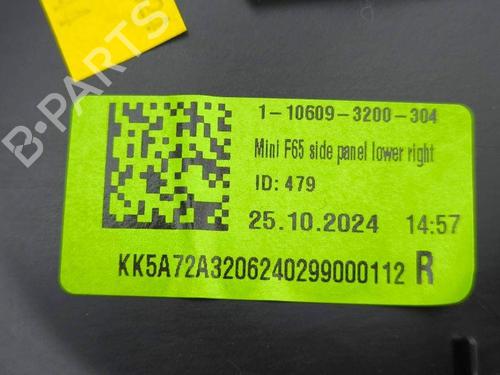 1-10609-3200-304
Mini F65 side panel lower right
ID: 479
25.10.2024 14:57
KK5A72A3206240299000112 R
B-PARTS